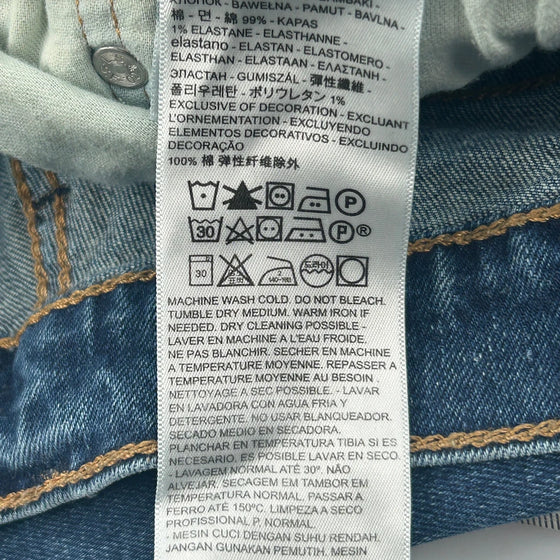 ХЛОПОК - BAWEŁNA - PAMUT - BAVLNA -
棉 - 면 - 綿 99% - KAPAS
1% ELASTANE - ELASTHANNE -
elastano - ELASTAN - ELASTOMERO -
ELASTHAN - ELASTAAN - ΕΛΑΣΤΑΝΗ -
ЭЛАСТАН - GUMISZÁL - 彈性纖維 -
폴리우레탄 - ポリウレタン 1%
EXCLUSIVE OF DECORATION - EXCLUANT
L'ORNEMENTATION - EXCLUYENDO
ELEMENTOS DECORATIVOS - EXCLUINDO
DECORAÇÃO
100% 棉 弹性纤维除外
P
30 P ®
30 140-160
MACHINE WASH COLD. DO NOT BLEACH.
TUMBLE DRY MEDIUM. WARM IRON IF
NEEDED. DRY CLEANING POSSIBLE -
LAVER EN MACHINE A L'EAU FROIDE.
NE PAS BLANCHIR. SECHER EN MACHINE
A TEMPERATURE MOYENNE. REPASSER A
TEMPERATURE MOYENNE AU BESOIN.
NETTOYAGE A SEC POSSIBLE. - LAVAR
EN LAVADORA CON AGUA FRIA Y
DETERGENTE. NO USAR BLANQUEADOR.
SECADO MEDIO EN SECADORA.
PLANCHAR EN TEMPERATURA TIBIA SI ES
NECESARIO. ES POSIBLE LAVAR EN SECO.
- LAVAGEM NORMAL ATÉ 30°. NÃO
ALVEJAR. SECAGEM EM TAMBOR EM
TEMPERATURA NORMAL. PASSAR A
FERRO ATÉ 150ºC. LIMPEZA A SECO
PROFISSIONAL P NORMAL.
- MESIN CUCI DENGAN SUHU RENDAH.
JANGAN GUNAKAN PEMUTIH. MESIN